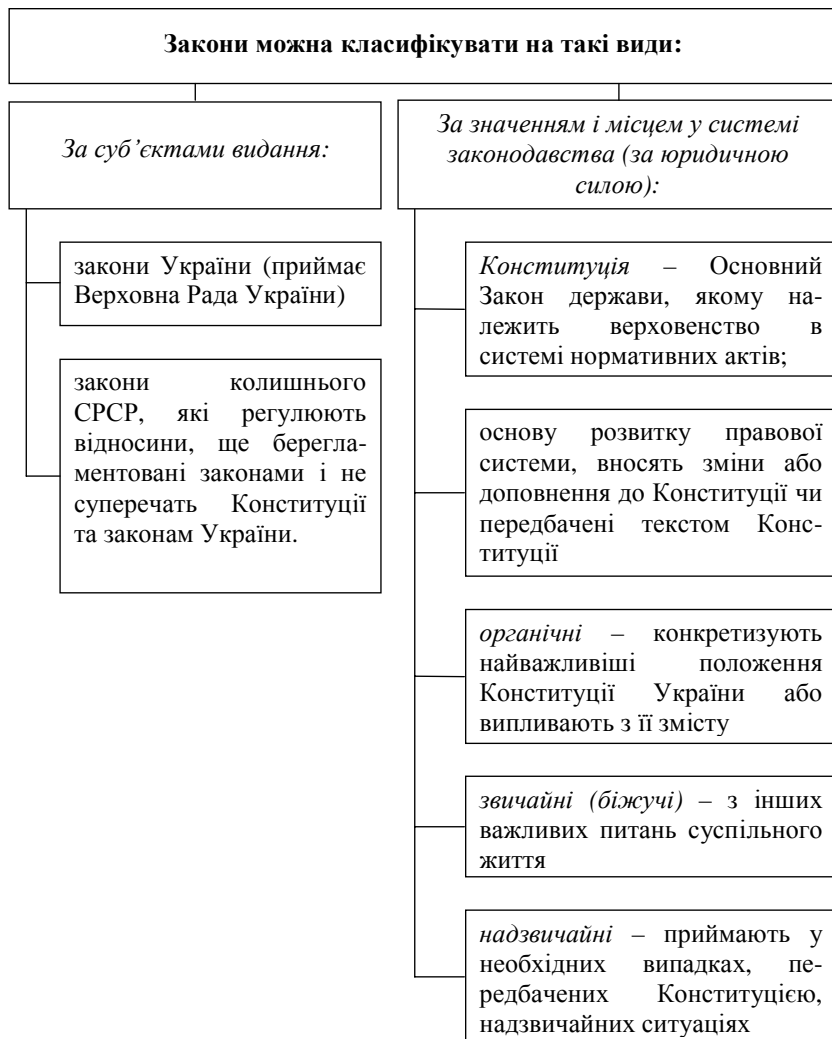 Закони можна класифікувати на такі види:
За суб’єктами видання:
закони України (приймає
Верховна Рада України)
закони колишнього
СРСР, які регулюють
відносини, ще берегла-
ментовані законами і не
суперечать Конституції
та законам України.
За значенням і місцем у системі
законодавства (за юридичною
силою):
Конституція – Основний
Закон держави, якому на-
лежить верховенство в
системі нормативних актів;
основу розвитку правової
системи, вносять зміни або
доповнення до Конституції чи
передбачені текстом Конс-
титуції
органічні – конкретизують
найважливіші положення
Конституції України або
випливають з її змісту
звичайні (біжучі) – з інших
важливих питань суспільного
життя
надзвичайні – приймають у
необхідних випадках, пе-
редбачених Конституцією,
надзвичайних ситуаціях